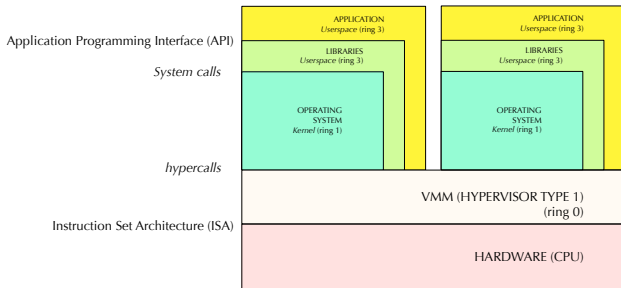 APPLICATION
Userspace (ring 3)
APPLICATION
Userspace (ring 3)
Application Programming Interface (API)
LIBRARIES
Userspace (ring 3)
LIBRARIES
Userspace (ring 3)
System calls
OPERATING
SYSTEM
Kernel (ring 1)
OPERATING
SYSTEM
Kernel (ring 1)
hypercalls
VMM (HYPERVISOR TYPE 1)
(ring 0)
Instruction Set Architecture (ISA)
HARDWARE (CPU)